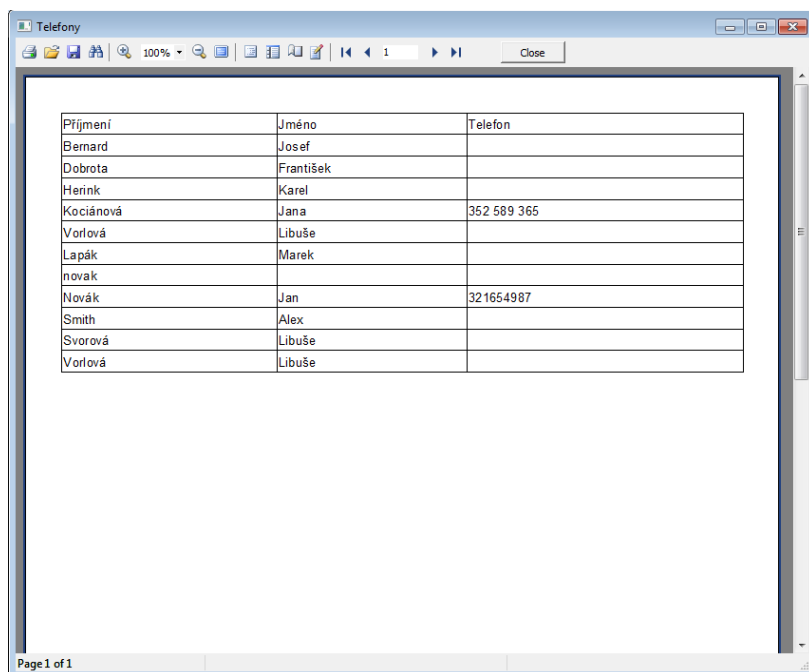 Telefony
100% 1 Close
Příjmení Jméno Telefon
Bernard Josef
Dobrota František
Herink Karel
Kociánová Jana 352 589 365
Vorlová Libuše
Lapák Marek
novak
Novák Jan 321654987
Smith Alex
Svorová Libuše
Vorlová Libuše
Page 1 of 1